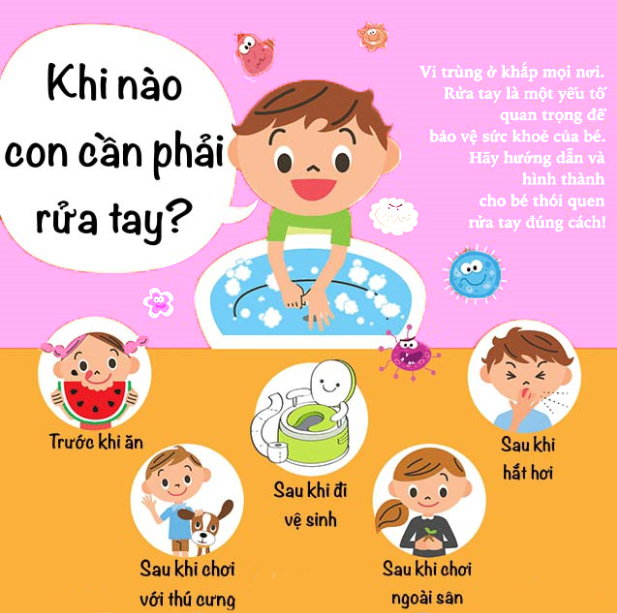 Khi nào
con cần phải
rửa tay?
Vi trùng ở khắp mọi nơi.
Rửa tay là một yếu tố
quan trọng để
bảo vệ sức khoẻ của bé.
Hãy hướng dẫn và
hình thành
cho bé thói quen
rửa tay đúng cách!
Trước khi ăn
Sau khi chơi
với thú cưng
Sau khi đi
vệ sinh
Sau khi chơi
ngoài sân
Sau khi
hắt hơi